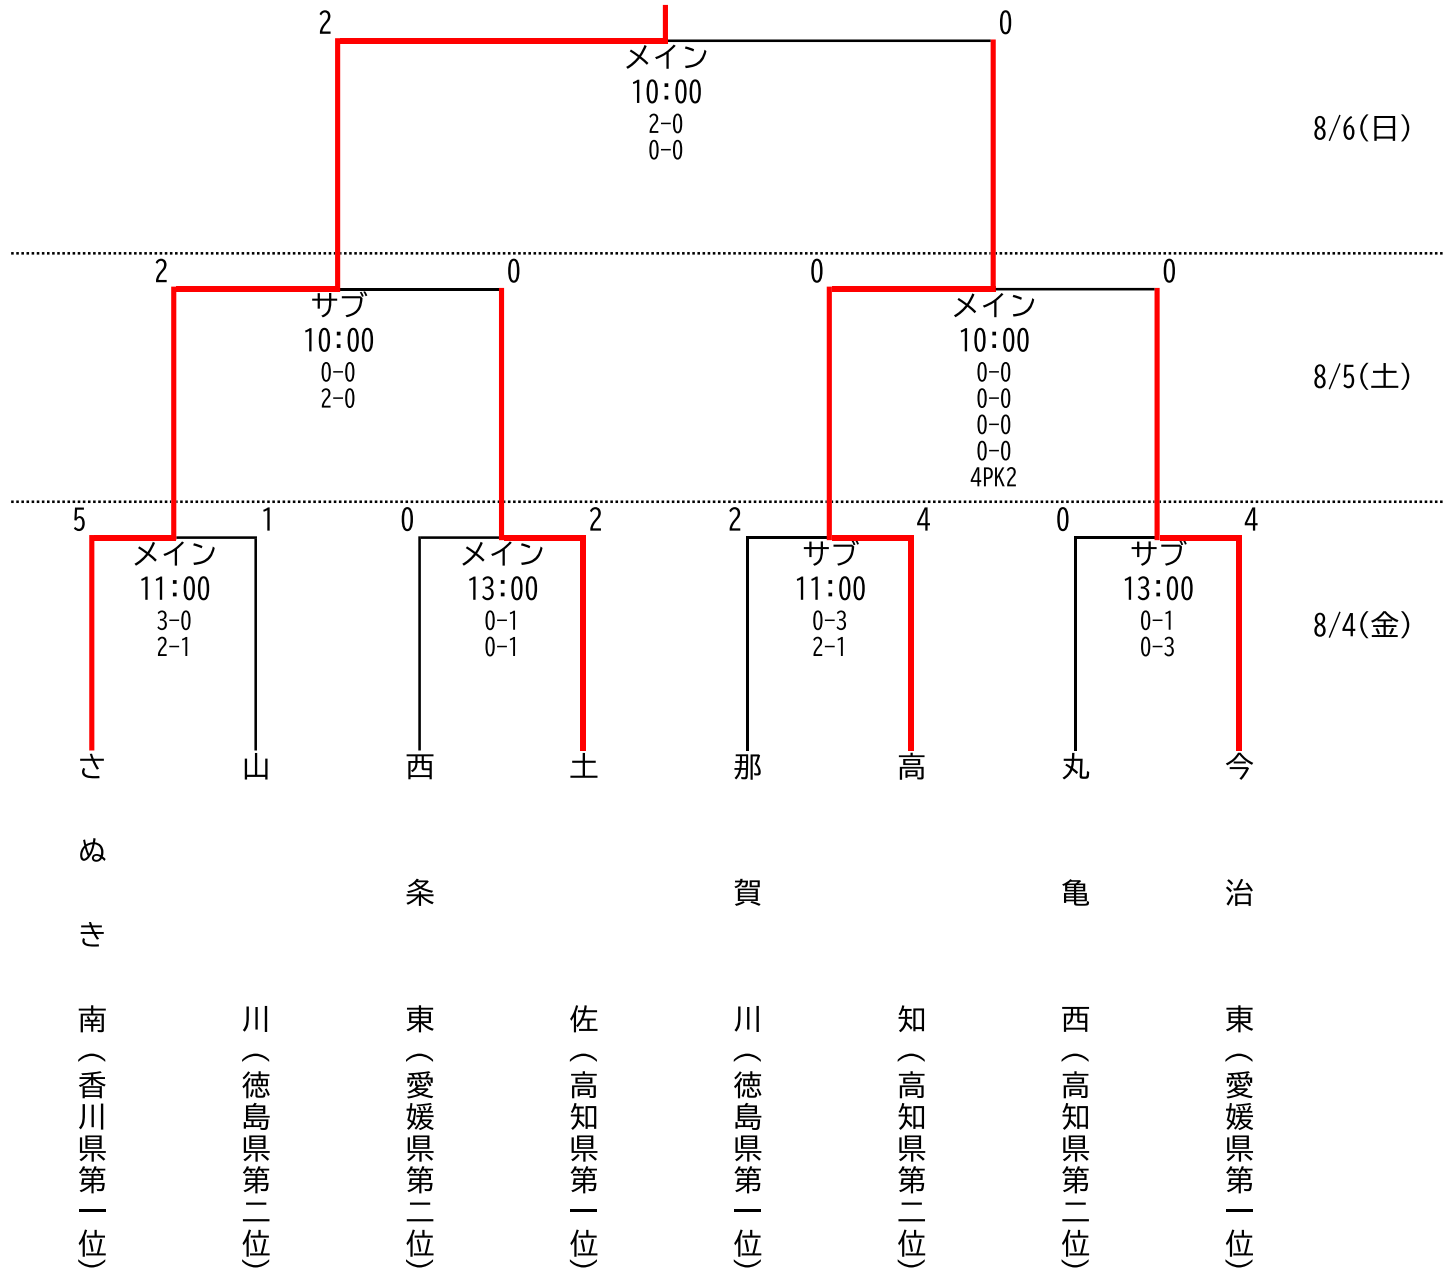 2
0
メイン
10:00
2-0
0-0
8/6(日)
2
0
0
0
サブ
10:00
0-0
2-0
メイン
10:00
0-0
0-0
0-0
0-0
4PK2
8/5(土)
5
1
0
2
2
4
0
4
メイン
11:00
3-0
2-1
メイン
13:00
0-1
0-1
サブ
11:00
0-3
2-1
サブ
13:00
0-1
0-3
8/4(金)
さぬき南(香川県第一位)
山川(徳島県第二位)
西条東(愛媛県第二位)
土佐(高知県第一位)
那賀川(徳島県第一位)
高知(高知県第二位)
丸亀西(高知県第二位)
今治東(愛媛県第一位)